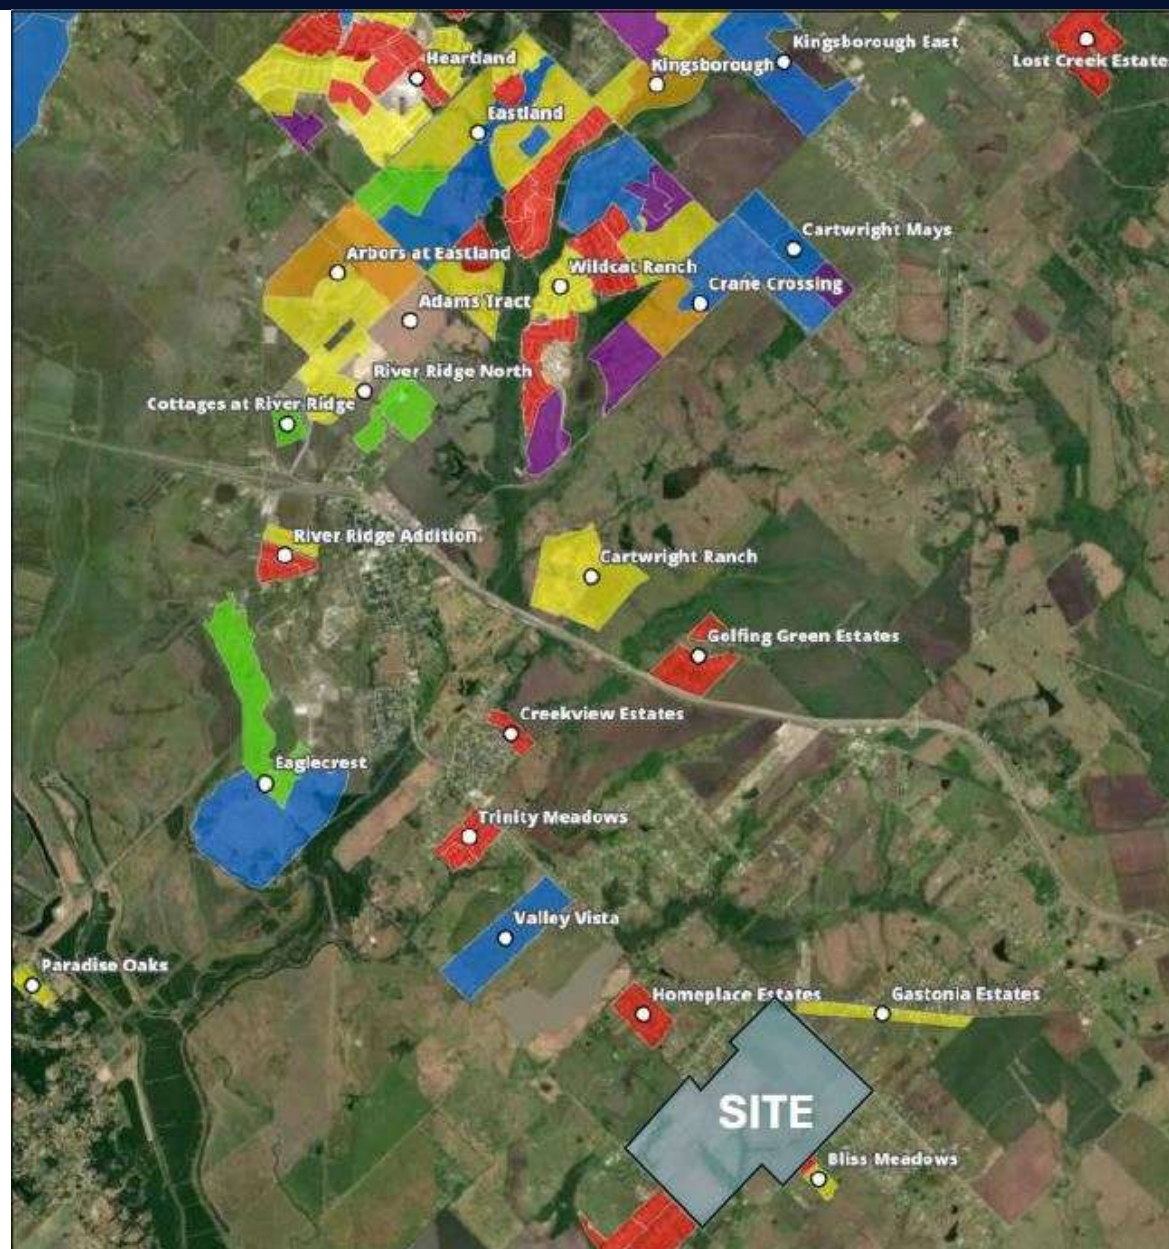 Kingsborough East
Heartland
Kingsborough
Lost Creek Estate
Eastland
Cartwright Mays
Arbors at Eastland
Wildcat Ranch
Crane Crossing
Adams Tract
River Ridge North
Cottages at River Ridge
River Ridge Addition
Cartwright Ranch
Golfing Green Estates
Creekview Estates
Eaglecrest
Trinity Meadows
Valley Vista
Paradise Oaks
Homeplace Estates
Gastonia Estates
SITE
Bliss Meadows